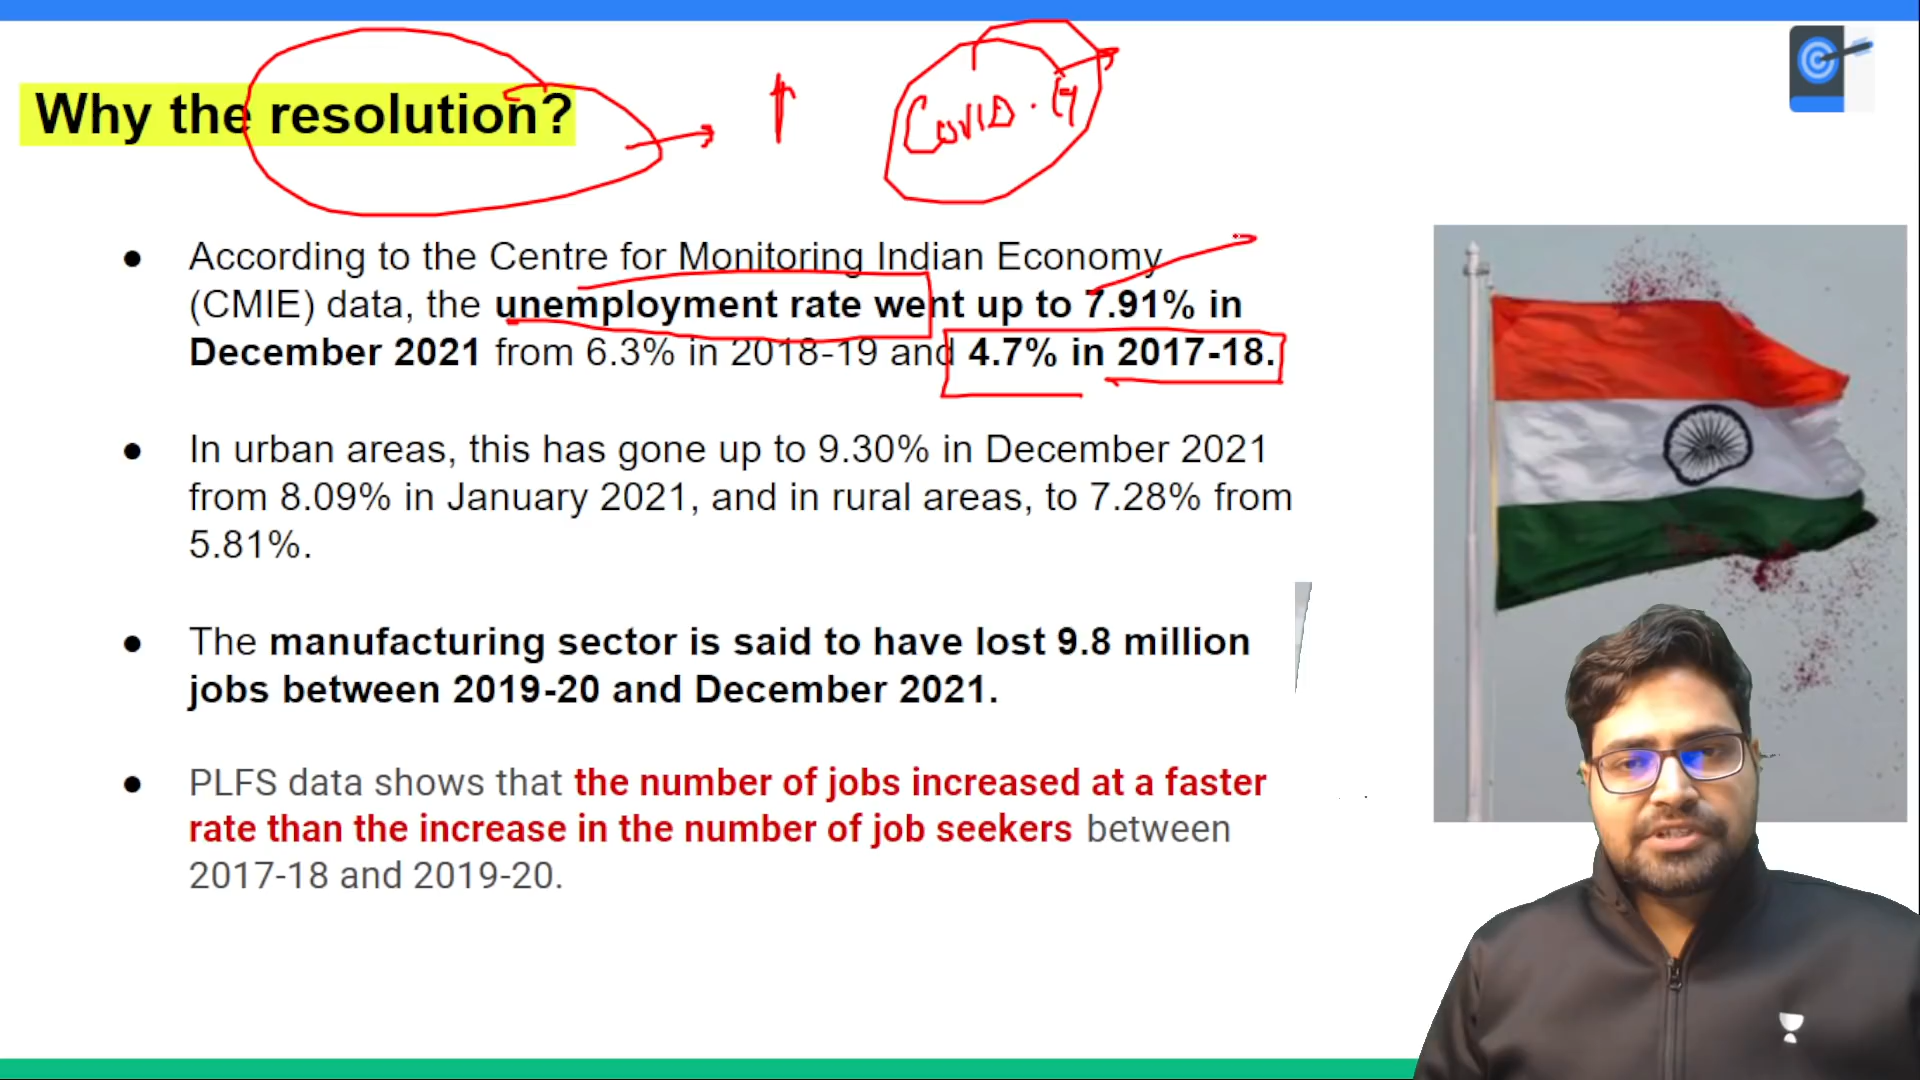 Why the resolution?
COVID.19
According to the Centre for Monitoring Indian Economy
(CMIE) data, the unemployment rate went up to 7.91% in
December 2021 from 6.3% in 2018-19 and 4.7% in 2017-18.
In urban areas, this has gone up to 9.30% in December 2021
from 8.09% in January 2021, and in rural areas, to 7.28% from
5.81%.
The manufacturing sector is said to have lost 9.8 million
jobs between 2019-20 and December 2021.
PLFS data shows that the number of jobs increased at a faster
rate than the increase in the number of job seekers between
2017-18 and 2019-20.